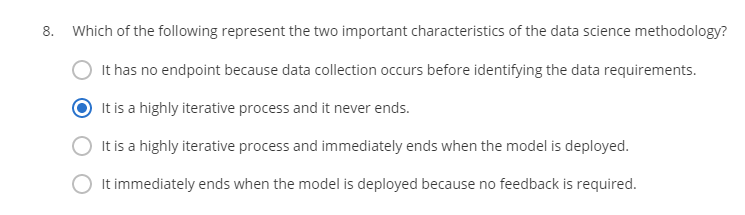 8. Which of the following represent the two important characteristics of the data science methodology?
It has no endpoint because data collection occurs before identifying the data requirements.
It is a highly iterative process and it never ends.
It is a highly iterative process and immediately ends when the model is deployed.
It immediately ends when the model is deployed because no feedback is required.